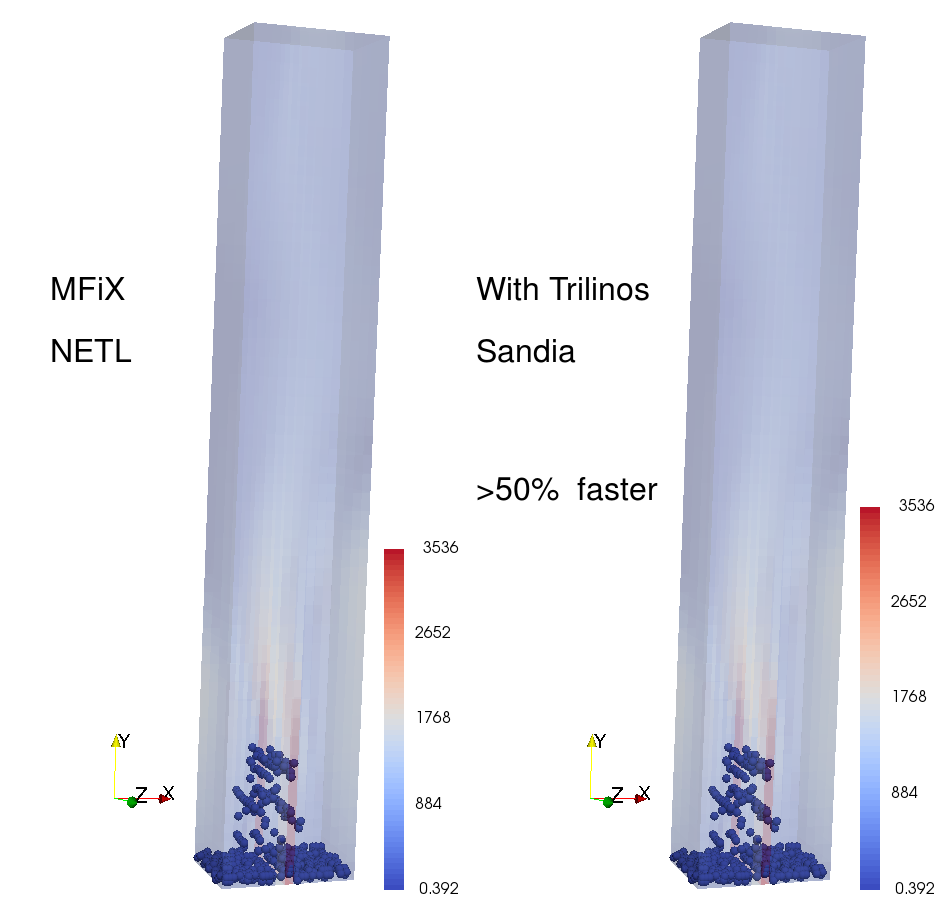 MFiX
NETL
With Trilinos
Sandia
>50% faster
3536
2652
1768
884
0.392
Y
Z X
3536
2652
1768
884
0.392
Y
Z X